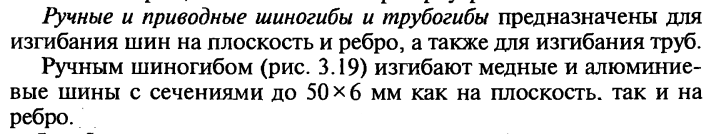 Ручные и приводные шиногибы и трубогибы предназначены для
изгибания шин на плоскость и ребро, а также для изгибания труб.
Ручным шиногибом (рис. 3.19) изгибают медные и алюминие-
вые шины с сечениями до 50×6 мм как на плоскость. так и на
ребро.